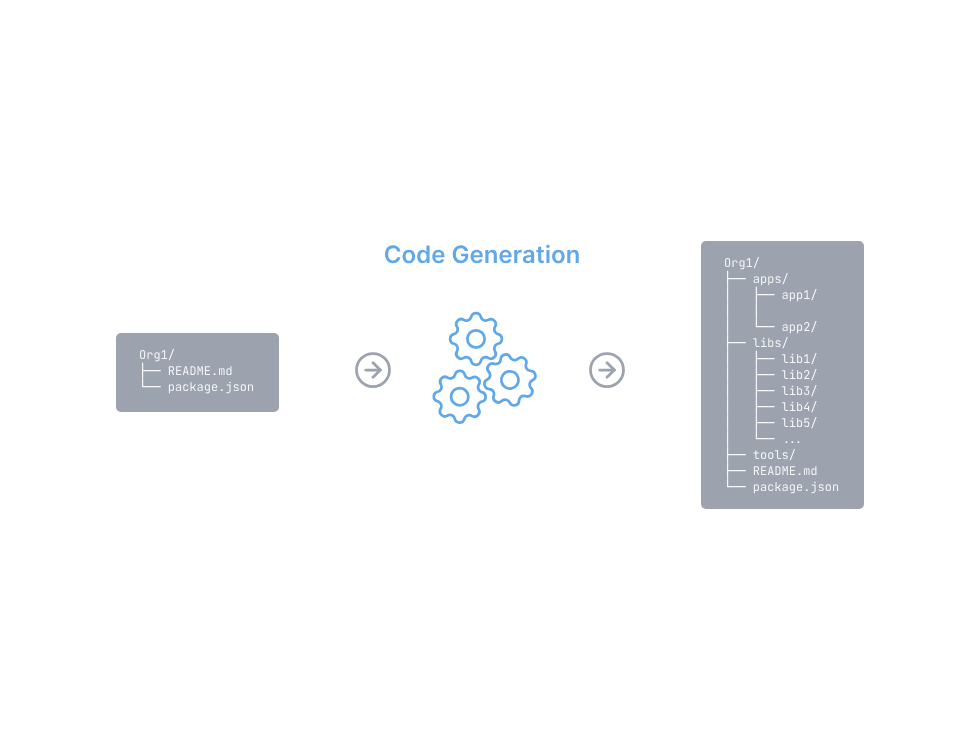 Code Generation
Org1/
├── README.md
└── package.json
Org1/
├── apps/
│   ├── app1/
│   │
│   └── app2/
├── libs/
│   ├── lib1/
│   ├── lib2/
│   ├── lib3/
│   ├── lib4/
│   ├── lib5/
│   └── ...
├── tools/
├── README.md
└── package.json